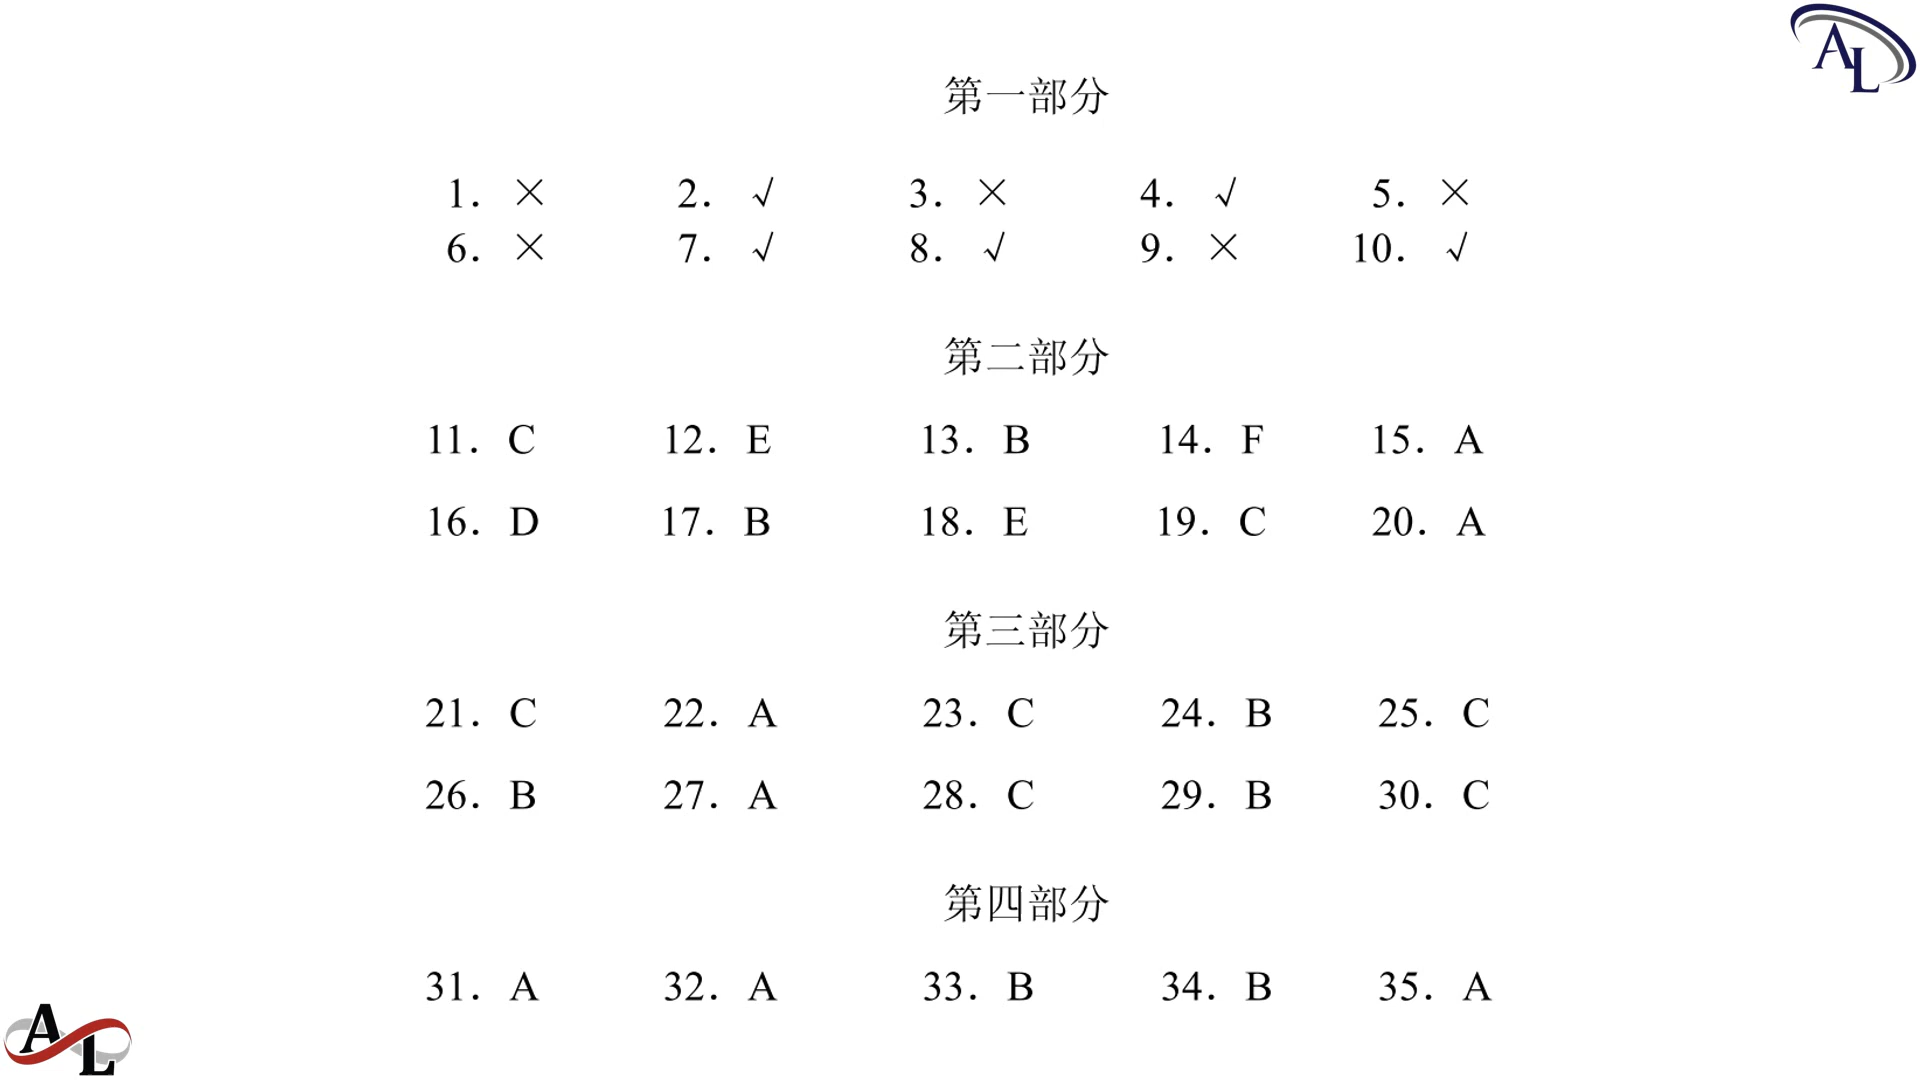 AL
第一部分
1. × 2. √ 3. × 4. √ 5. ×
6. × 7. √ 8. √ 9. × 10. √
第二部分
11. C 12. E 13. B 14. F 15. A
16. D 17. B 18. E 19. C 20. A
第三部分
21. C 22. A 23. C 24. B 25. C
26. B 27. A 28. C 29. B 30. C
第四部分
31. A 32. A 33. B 34. B 35. A
AL